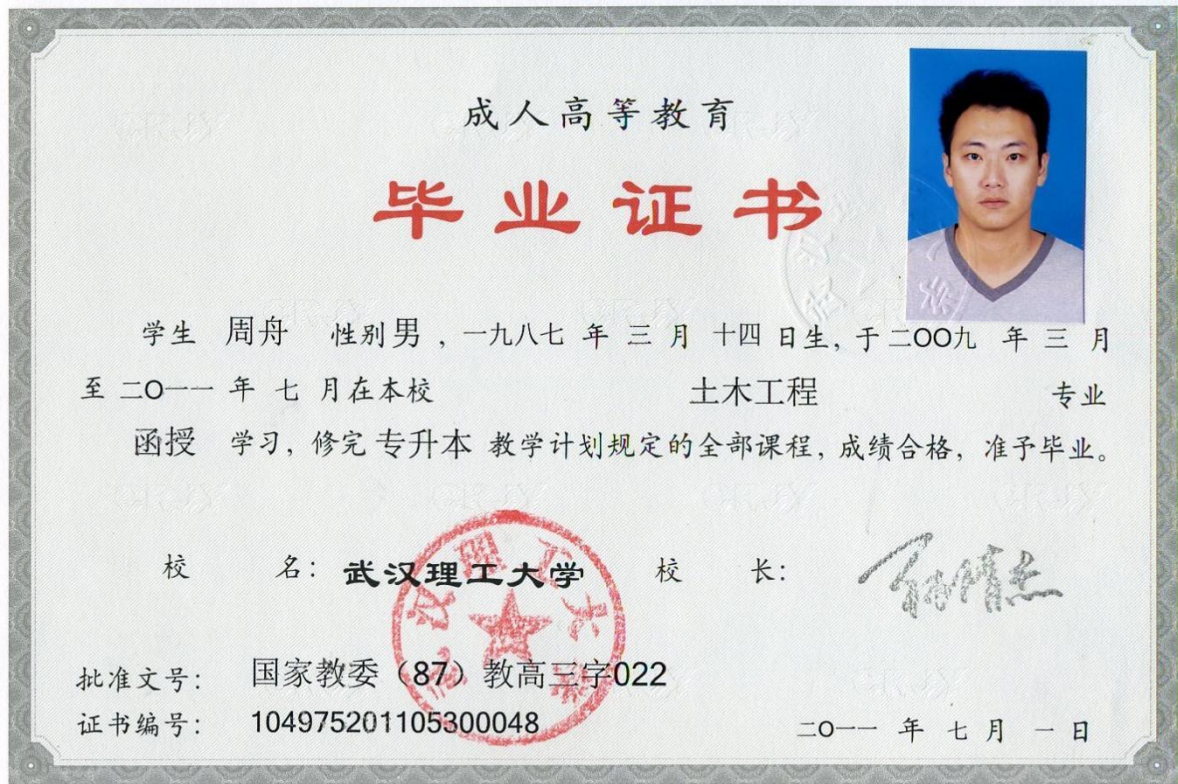 成人高等教育
毕业证书
学生 周舟 性别 男 , 一九八七 年 三 月 十四 日生, 于 二OO九 年 三 月
至 二O一一 年 七 月在本校 土木工程 专业
函授 学习, 修完 专升本 教学计划规定的全部课程, 成绩合格, 准予毕业。
校 名: 武汉理工大学 校 长:
武汉理工大学
批准文号: 国家教委（87）教高三字022
证书编号: 104975201105300048
二O一一 年 七 月 一 日